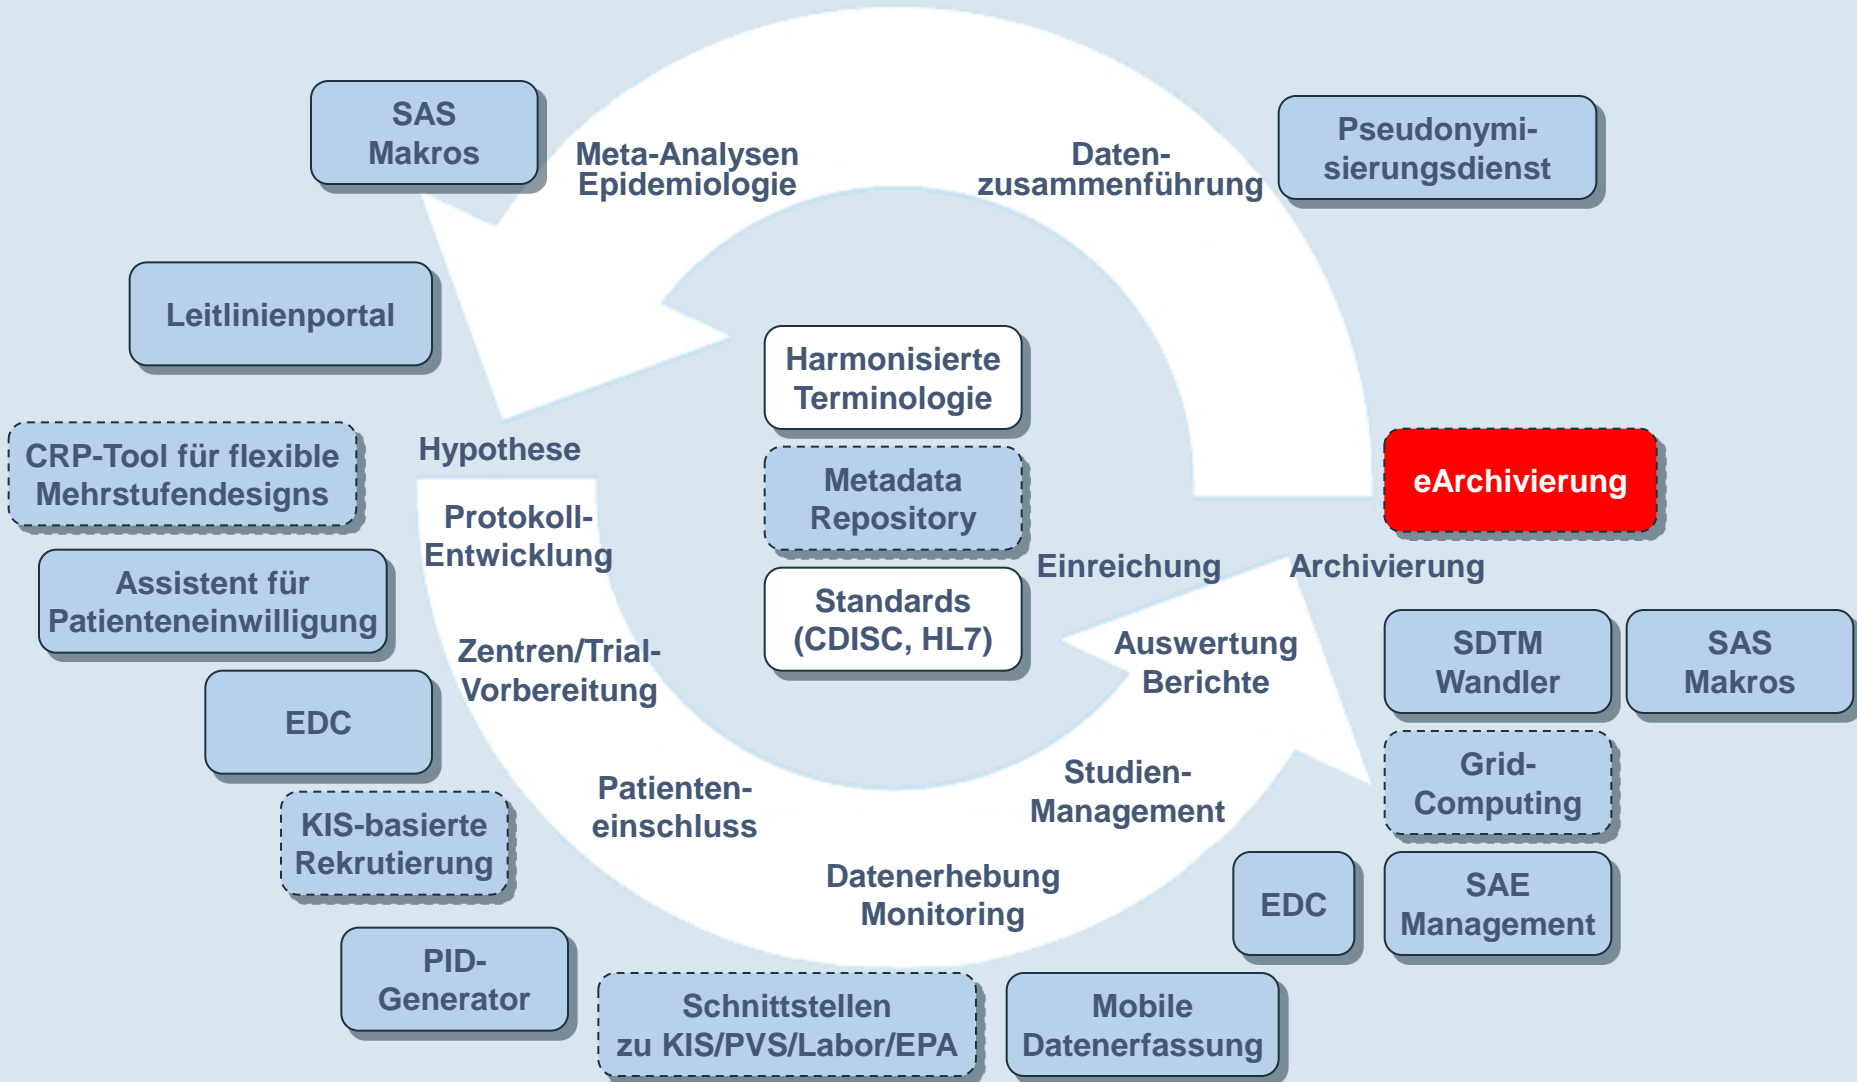 SAS
Makros
Meta-Analysen
Epidemiologie
Daten-
zusammenführung
Pseudonymi-
sierungsdienst
Leitlinienportal
Harmonisierte
Terminologie
CRP-Tool für flexible
Mehrstufendesigns
Hypothese
Metadata
Repository
eArchivierung
Protokoll-
Entwicklung
Einreichung
Archivierung
Assistent für
Patienteneinwilligung
Standards
(CDISC, HL7)
Zentren/Trial-
Vorbereitung
Auswertung
Berichte
SDTM
Wandler
SAS
Makros
EDC
Patienten-
einschluss
Studien-
Management
Grid-
Computing
KIS-basierte
Rekrutierung
Datenerhebung
Monitoring
EDC
SAE
Management
PID-
Generator
Schnittstellen
zu KIS/PVS/Labor/EPA
Mobile
Datenerfassung